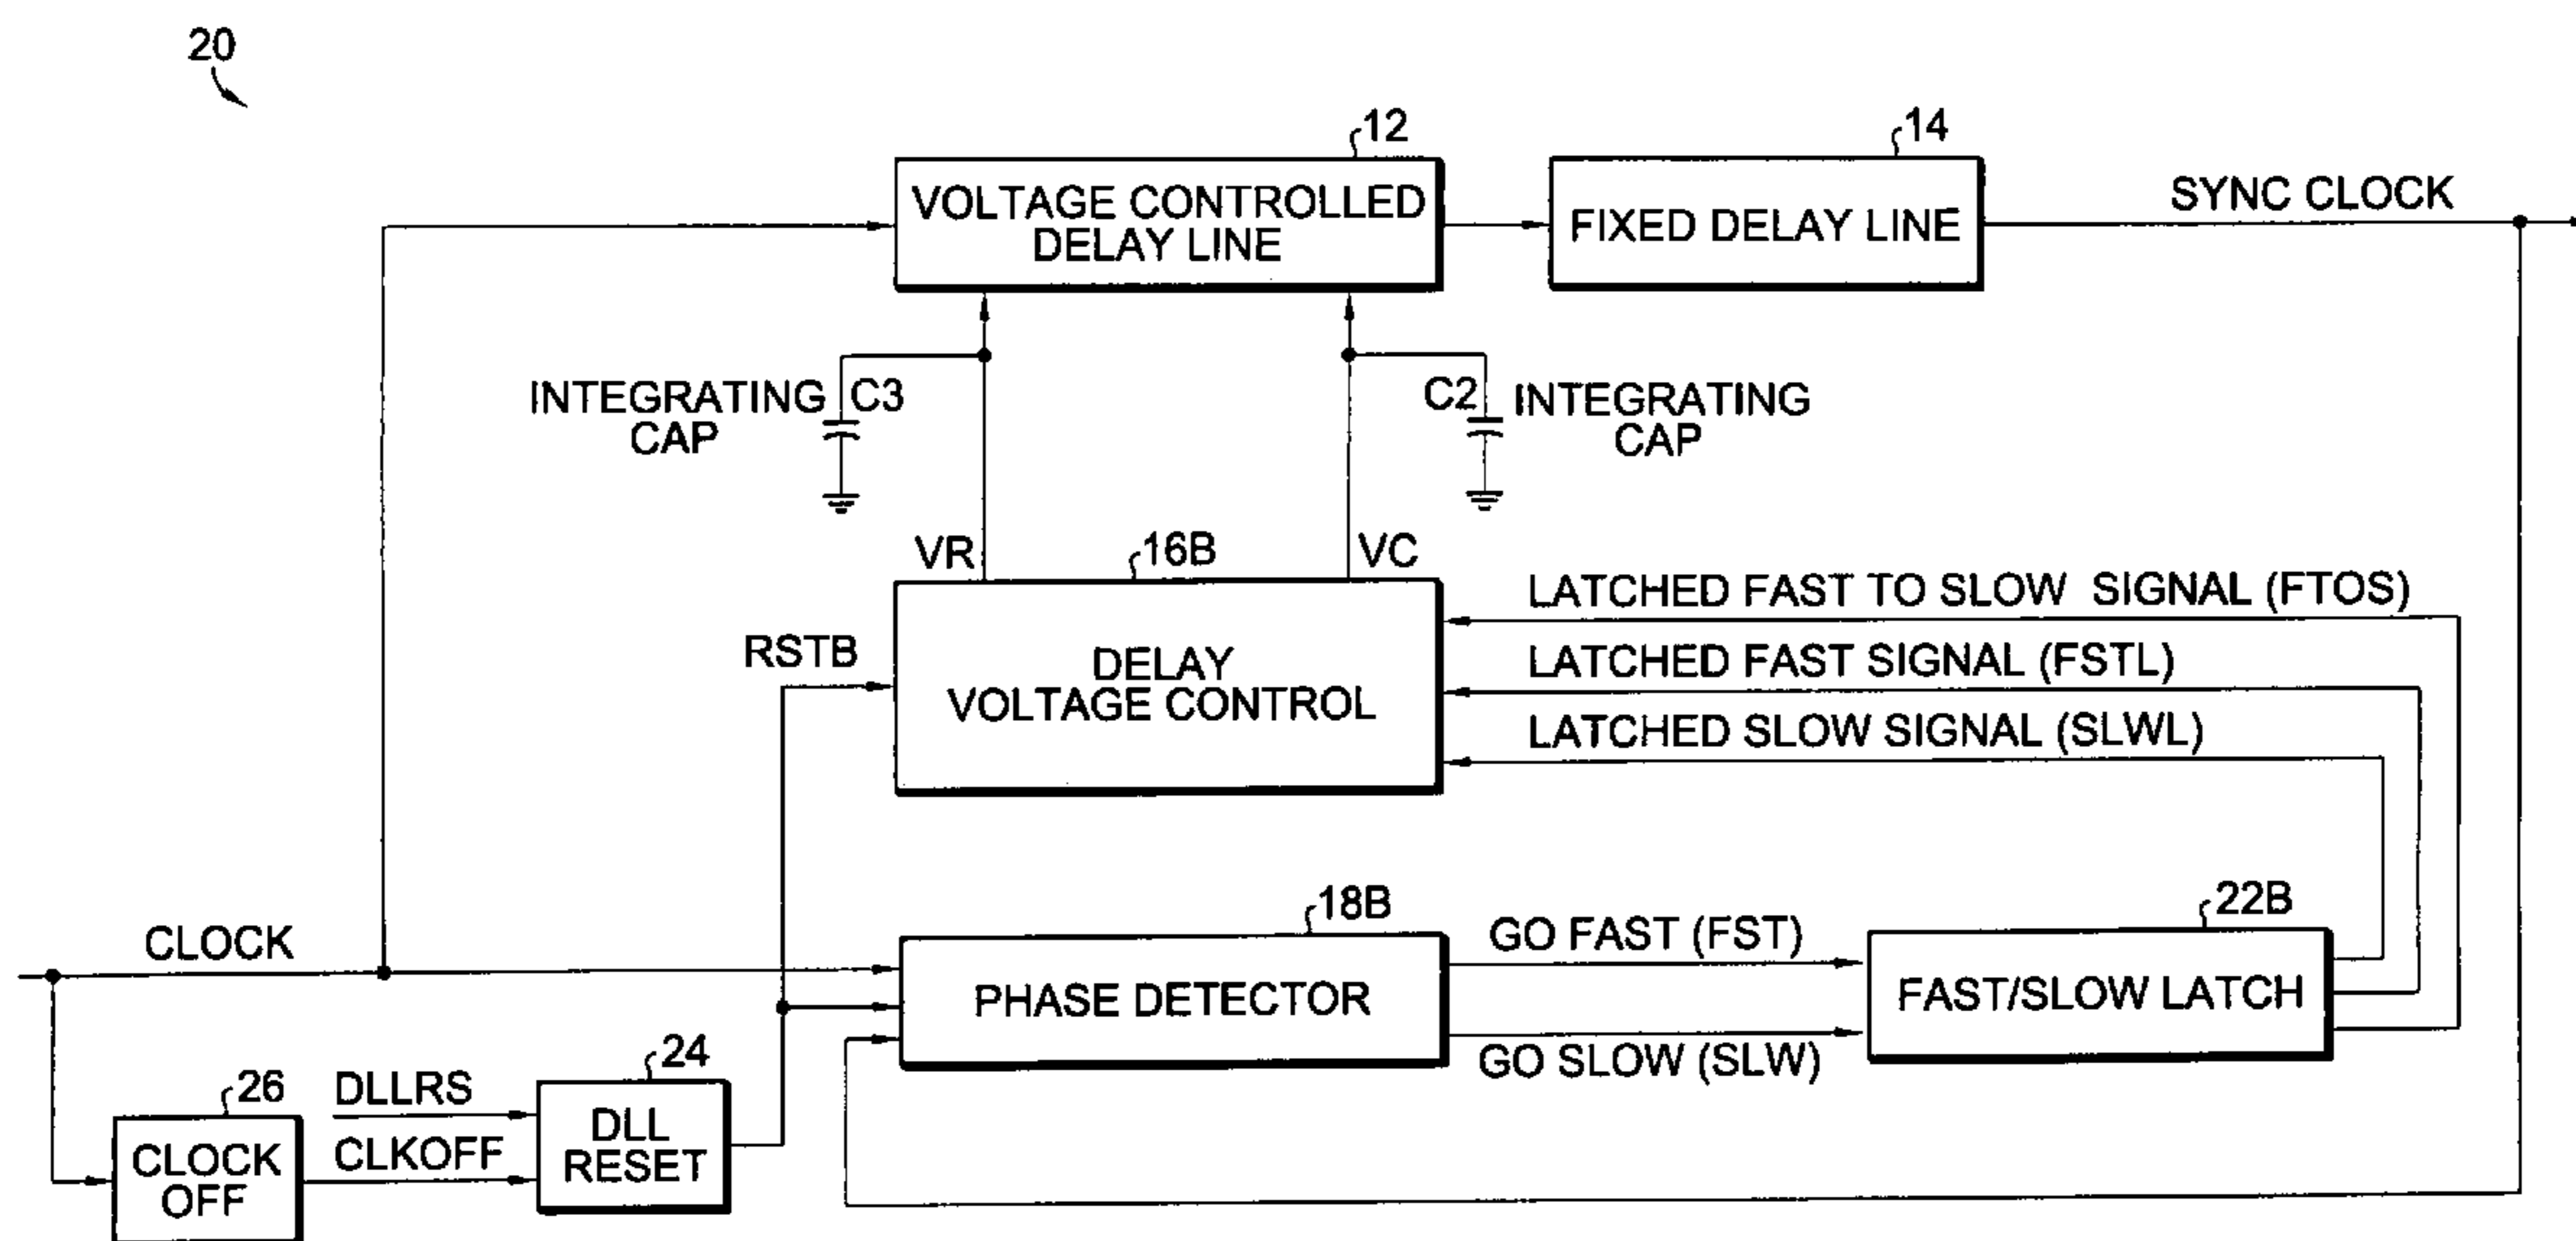 20
12
14
VOLTAGE CONTROLLED
DELAY LINE
FIXED DELAY LINE
SYNC CLOCK
INTEGRATING
CAP
C3
C2
INTEGRATING
CAP
VR
16B
VC
LATCHED FAST TO SLOW SIGNAL (FTOS)
RSTB
DELAY
VOLTAGE CONTROL
LATCHED FAST SIGNAL (FSTL)
LATCHED SLOW SIGNAL (SLWL)
CLOCK
18B
22B
GO FAST (FST)
PHASE DETECTOR
FAST/SLOW LATCH
GO SLOW (SLW)
24
26
DLLRS
CLKOFF
DLL
RESET
CLOCK
OFF